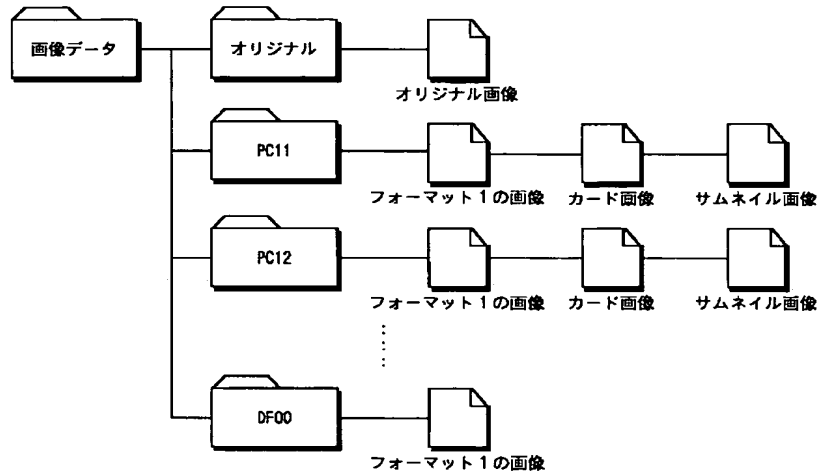 画像データ
オリジナル
オリジナル画像
PC11
フォーマット1の画像
カード画像
サムネイル画像
PC12
フォーマット1の画像
カード画像
サムネイル画像
DF00
フォーマット1の画像